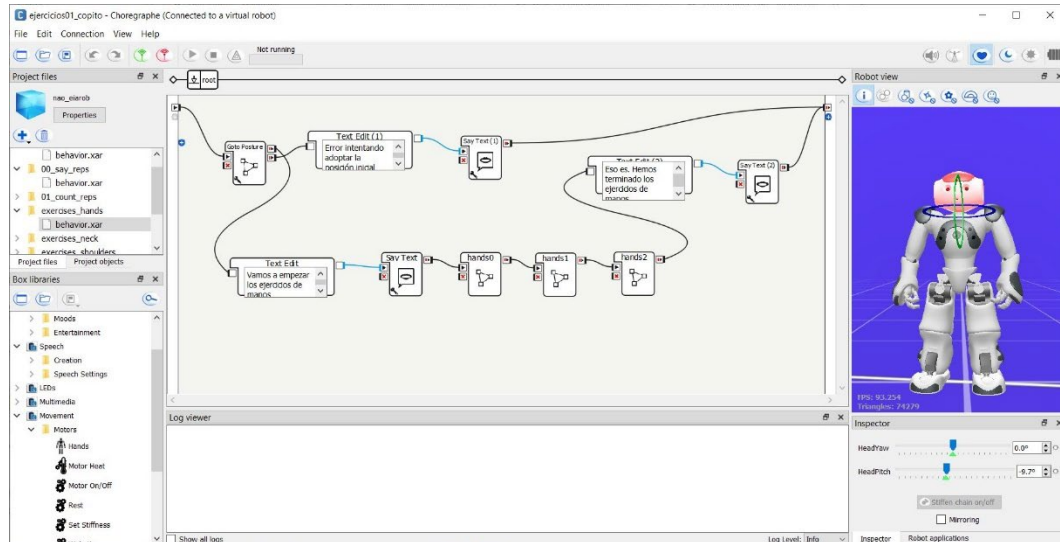 ejercicios01_copito - Choregraphe (Connected to a virtual robot)
File Edit Connection View Help
Not running
Project files
nao_eiarob
Properties
behavior.xar
00_say_reps
behavior.xar
01_count_reps
exercises_hands
behavior.xar
exercises_neck
exercises_shoulders
Project files Project objects
Box libraries
Moods
Entertainment
Speech
Creation
Speech Settings
LEDs
Multimedia
Movement
Motors
Hands
Motor Heat
Motor On/Off
Rest
Set Stiffness
root
Goto Posture
Text Edit (1)
Error intentando
adoptar la
posición inicial
Say Text (1)
Text Edit (2)
Eso es. Hemos
terminado los
ejercicios de
manos
Say Text (2)
Text Edit
Vamos a empezar
los ejercicios de
manos
Say Text
hands0
hands1
hands2
Log viewer
Show all logs
Log Level: Info
Robot view
FPS: 93.254
Triangles: 74279
Inspector
HeadYaw
0.0º
HeadPitch
-9.7º
Stiffen chain on/off
Mirroring
Inspector Robot applications